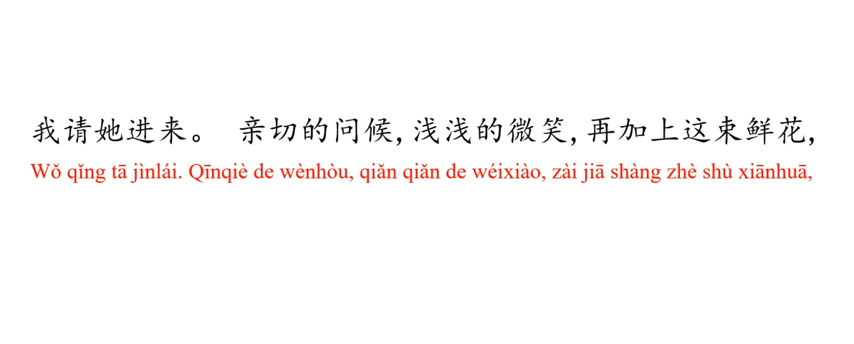 我请她进来。 亲切的问候,浅浅的微笑,再加上这束鲜花,
Wǒ qǐng tā jìnlái. Qīnqiè de wènhòu, qiǎn qiǎn de wéixiào, zài jiā shàng zhè shù xiānhuā,